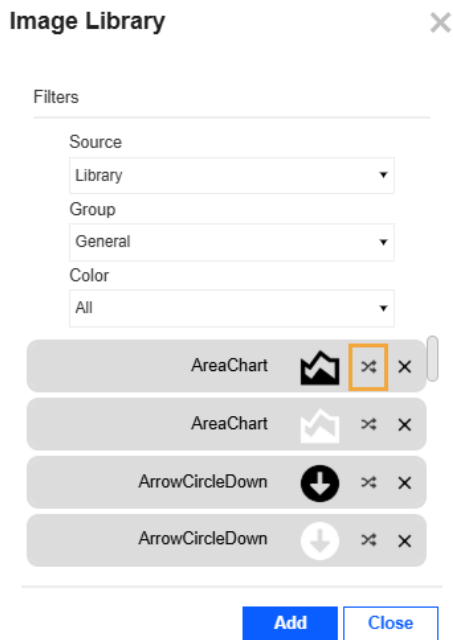 Image Library
Filters
Source
Library
Group
General
Color
All
AreaChart
AreaChart
ArrowCircleDown
ArrowCircleDown
Add
Close